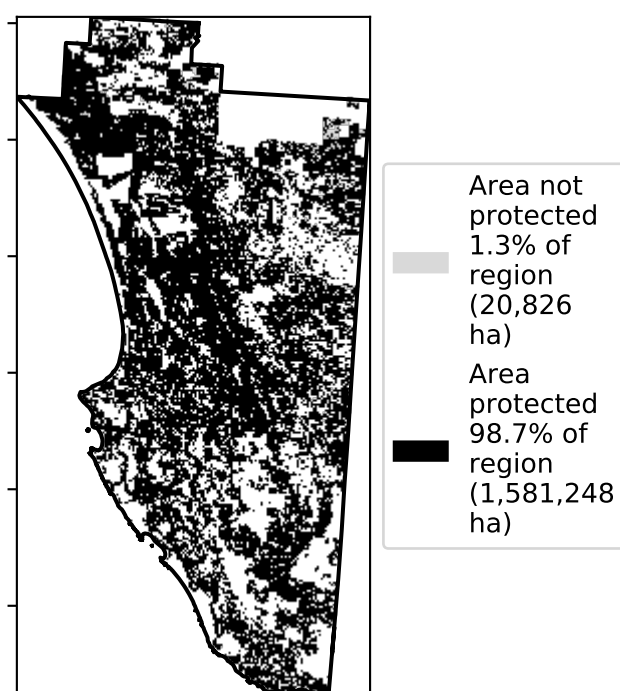 Area not
protected
1.3% of
region
(20,826
ha)
Area
protected
98.7% of
region
(1,581,248
ha)